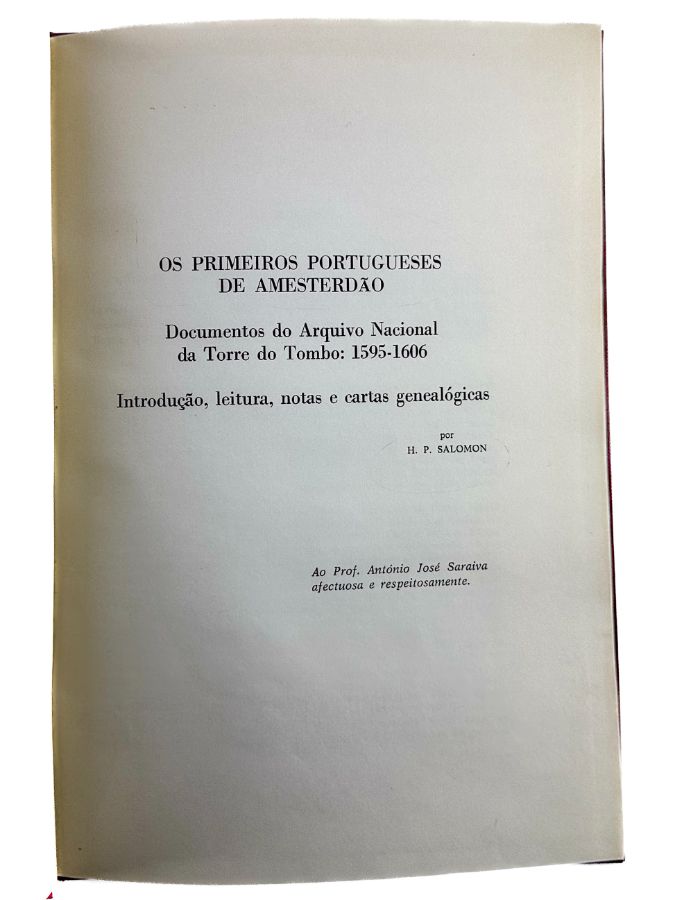 OS PRIMEIROS PORTUGUESES
DE AMESTERDÃO
Documentos do Arquivo Nacional
da Torre do Tombo: 1595-1606
Introdução, leitura, notas e cartas genealógicas
por
H. P. SALOMON
Ao Prof. António José Saraiva
afectuosa e respeitosamente.